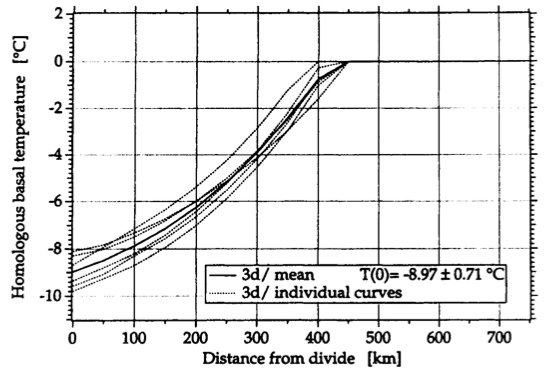 2
0
-2
-4
-6
-8
-10
Homologous basal temperature [°C]
3d/ mean T(0)= -8.97 ± 0.71 °C
3d/ individual curves
0 100 200 300 400 500 600 700
Distance from divide [km]